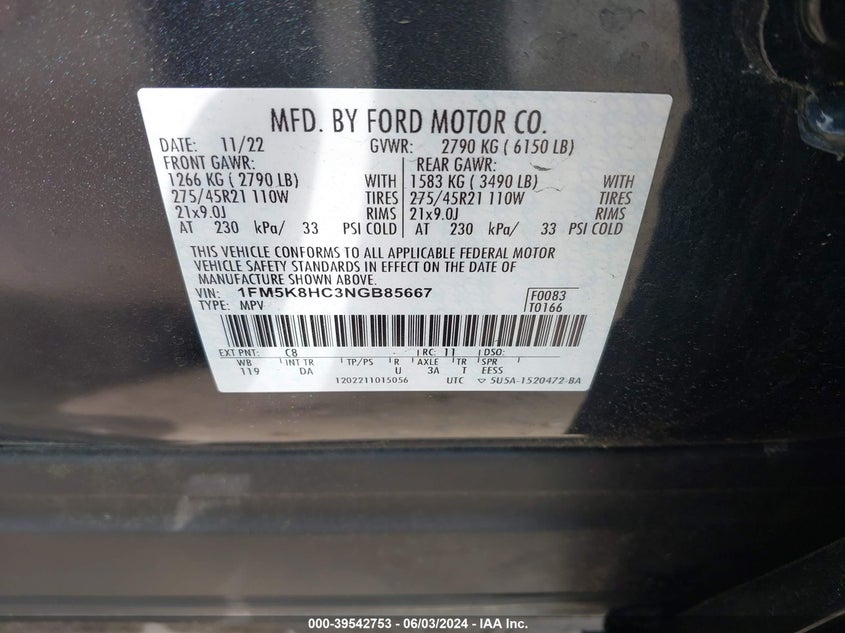 MFD. BY FORD MOTOR CO.
DATE: 11/22 GVWR: 2790 KG ( 6150 LB)
FRONT GAWR: REAR GAWR:
1266 KG ( 2790 LB) WITH 1583 KG ( 3490 LB) WITH
275/45R21 110W TIRES 275/45R21 110W TIRES
21x9.0J RIMS 21x9.0J RIMS
AT 230 kPa/ 33 PSI COLD AT 230 kPa/ 33 PSI COLD
THIS VEHICLE CONFORMS TO ALL APPLICABLE FEDERAL MOTOR
VEHICLE SAFETY STANDARDS IN EFFECT ON THE DATE OF
MANUFACTURE SHOWN ABOVE.
VIN: 1FM5K8HC3NGB85667 F0083
TYPE: MPV T0166
EXT PNT: C8 RC: 11 DSO:
WB INT TR TP/PS R AXLE TR SPR
119 DA U 3A T EESS
1202211015056 UTC ▽ 5U5A-1520472-BA
000-39542753 - 06/03/2024 - IAA Inc.